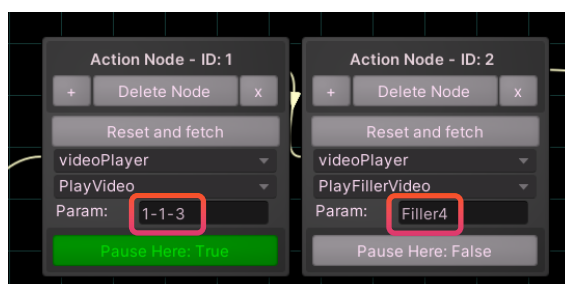 Action Node - ID: 1
+ Delete Node x
Reset and fetch
videoPlayer
PlayVideo
Param: 1-1-3
Pause Here: True
Action Node - ID: 2
+ Delete Node x
Reset and fetch
videoPlayer
PlayFillerVideo
Param: Filler4
Pause Here: False